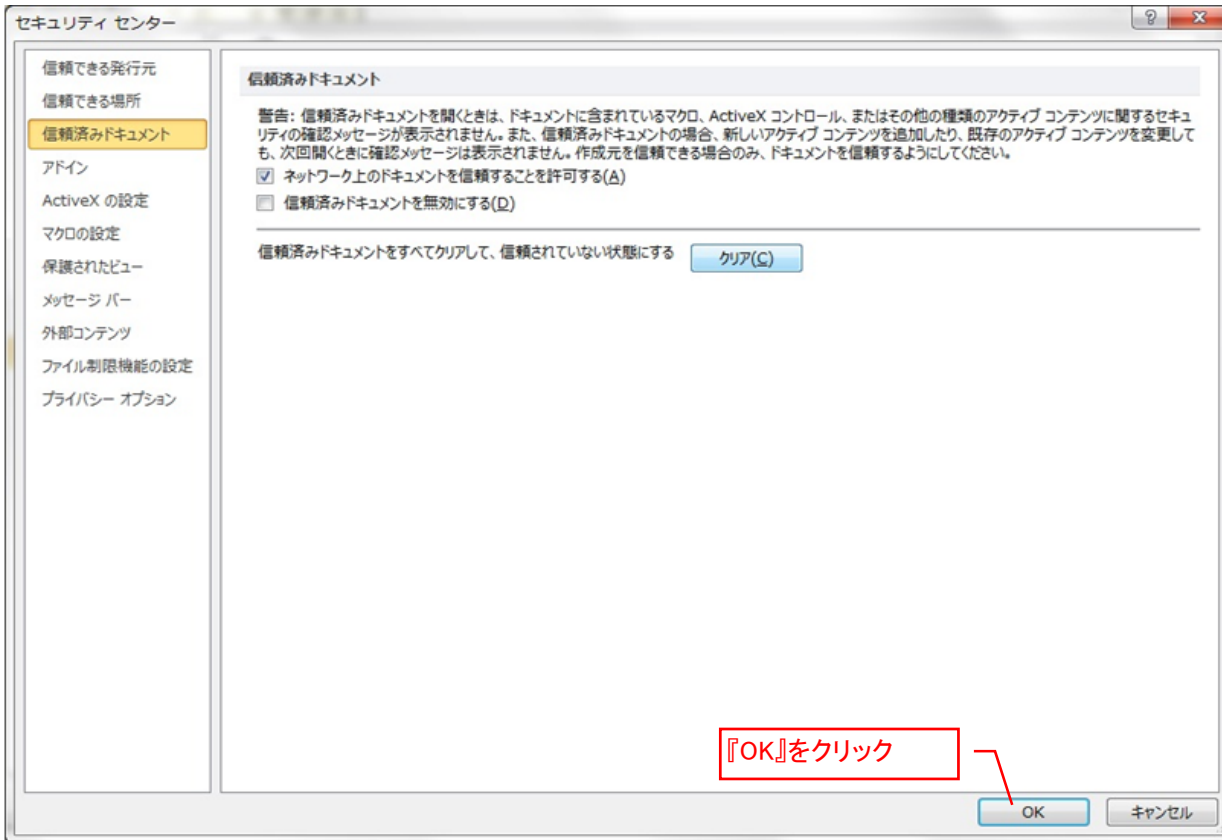 セキュリティ センター
信頼できる発行元
信頼できる場所
信頼済みドキュメント
アドイン
ActiveX の設定
マクロの設定
保護されたビュー
メッセージ バー
外部コンテンツ
ファイル制限機能の設定
プライバシー オプション
信頼済みドキュメント
警告: 信頼済みドキュメントを開くときは、ドキュメントに含まれているマクロ、ActiveX コントロール、またはその他の種類のアクティブ コンテンツに関するセキュ
リティの確認メッセージが表示されません。また、信頼済みドキュメントの場合、新しいアクティブ コンテンツを追加したり、既存のアクティブ コンテンツを変更して
も、次回開くときに確認メッセージは表示されません。作成元を信頼できる場合のみ、ドキュメントを信頼するようにしてください。
ネットワーク上のドキュメントを信頼することを許可する(A)
信頼済みドキュメントを無効にする(D)
信頼済みドキュメントをすべてクリアして、信頼されていない状態にする
クリア(C)
『OK』をクリック
OK
キャンセル